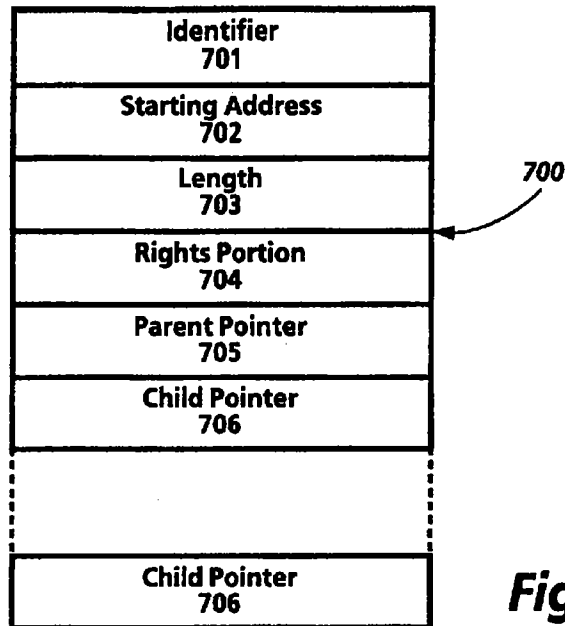 Identifier
701
Starting Address
702
Length
703
700
Rights Portion
704
Parent Pointer
705
Child Pointer
706
Child Pointer
706
Fig